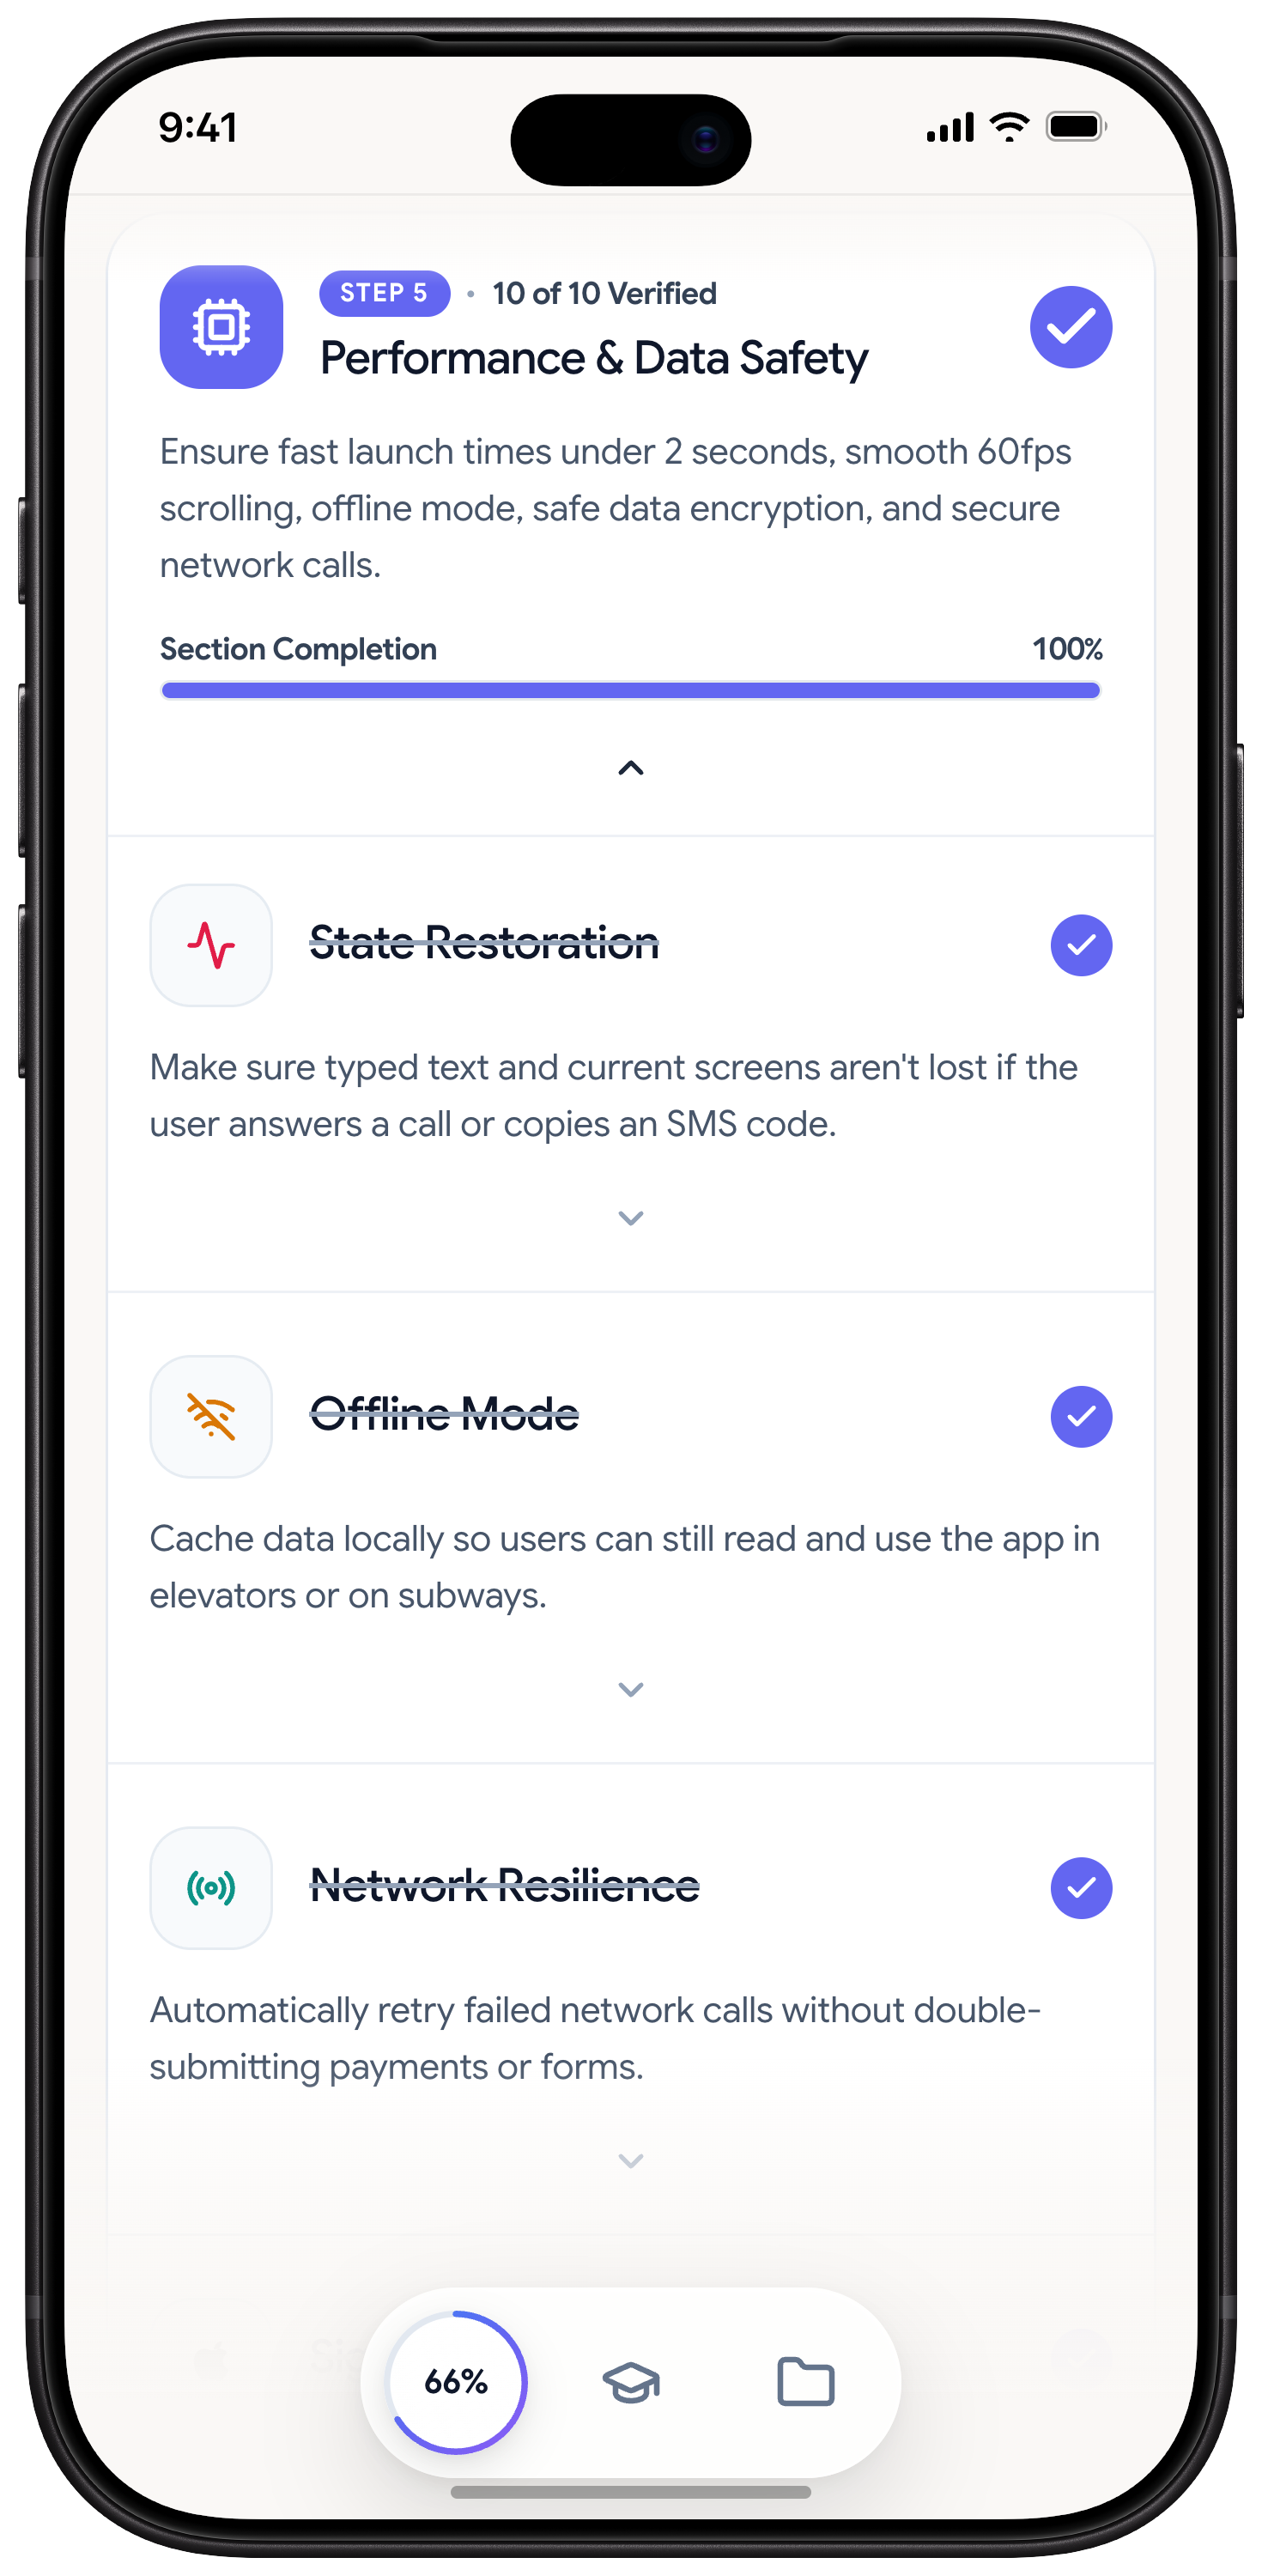 9:41
STEP 5 • 10 of 10 Verified
Performance & Data Safety
Ensure fast launch times under 2 seconds, smooth 60fps
scrolling, offline mode, safe data encryption, and secure
network calls.
Section Completion 100%
State Restoration
Make sure typed text and current screens aren't lost if the
user answers a call or copies an SMS code.
Offline Mode
Cache data locally so users can still read and use the app in
elevators or on subways.
Network Resilience
Automatically retry failed network calls without double-
submitting payments or forms.
66%